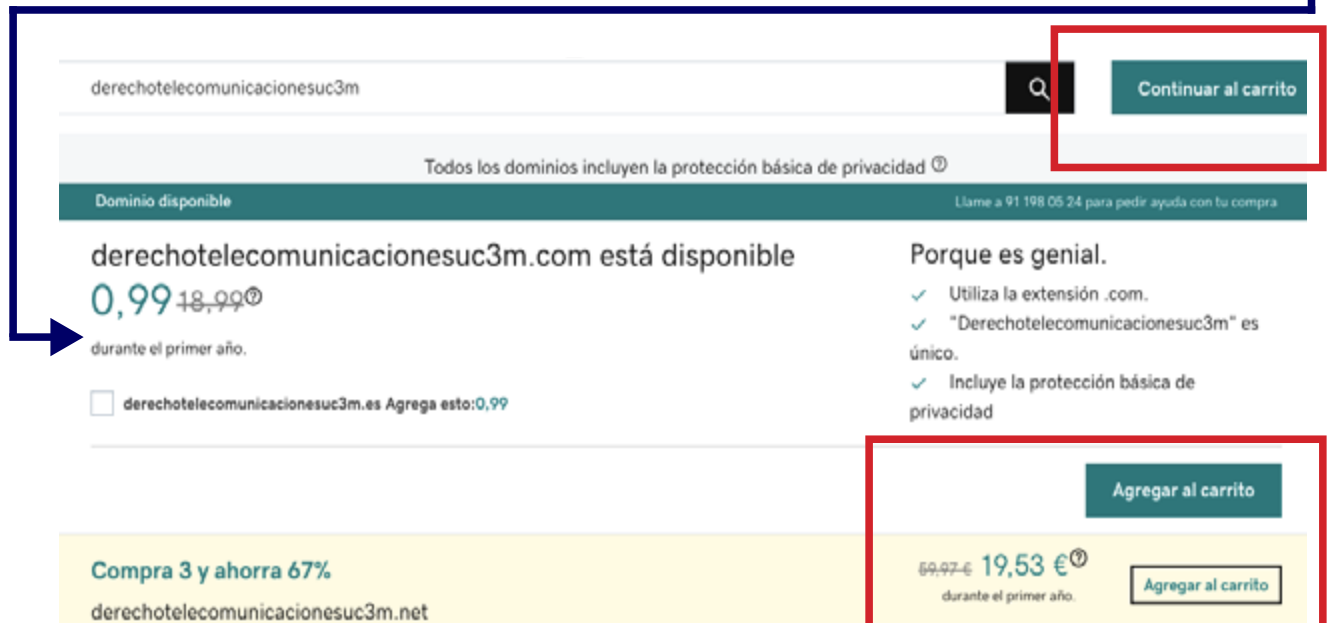 derechotelecomunicacionesuc3m
Continuar al carrito
Todos los dominios incluyen la protección básica de privacidad ?
Dominio disponible
Llame a 91 198 05 24 para pedir ayuda con tu compra
derechotelecomunicacionesuc3m.com está disponible
0,99 18,99 ?
durante el primer año.
derechotelecomunicacionesuc3m.es Agrega esto:0,99
Porque es genial.
✓ Utiliza la extensión .com.
✓ "Derechotelecomunicacionesuc3m" es
único.
✓ Incluye la protección básica de
privacidad
Agregar al carrito
Compra 3 y ahorra 67%
derechotelecomunicacionesuc3m.net
59,97 € 19,53 € ?
durante el primer año.
Agregar al carrito